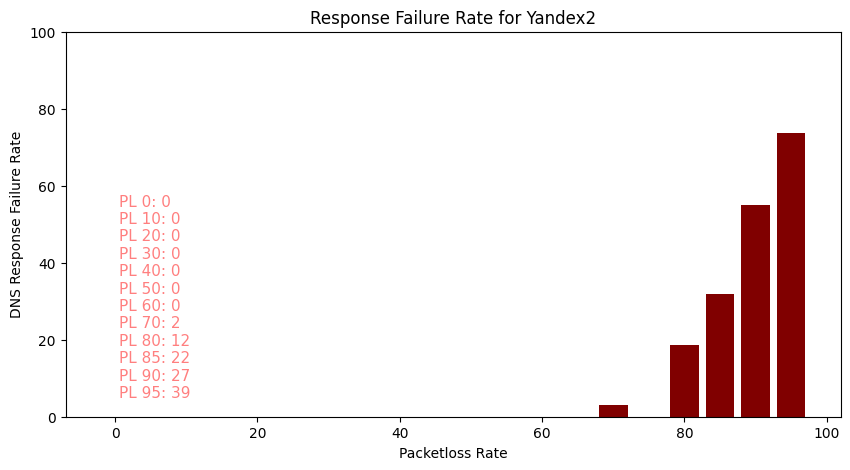 Response Failure Rate for Yandex2
100
80
60
40
20
0
DNS Response Failure Rate
PL 0: 0
PL 10: 0
PL 20: 0
PL 30: 0
PL 40: 0
PL 50: 0
PL 60: 0
PL 70: 2
PL 80: 12
PL 85: 22
PL 90: 27
PL 95: 39
0 20 40 60 80 100
Packetloss Rate